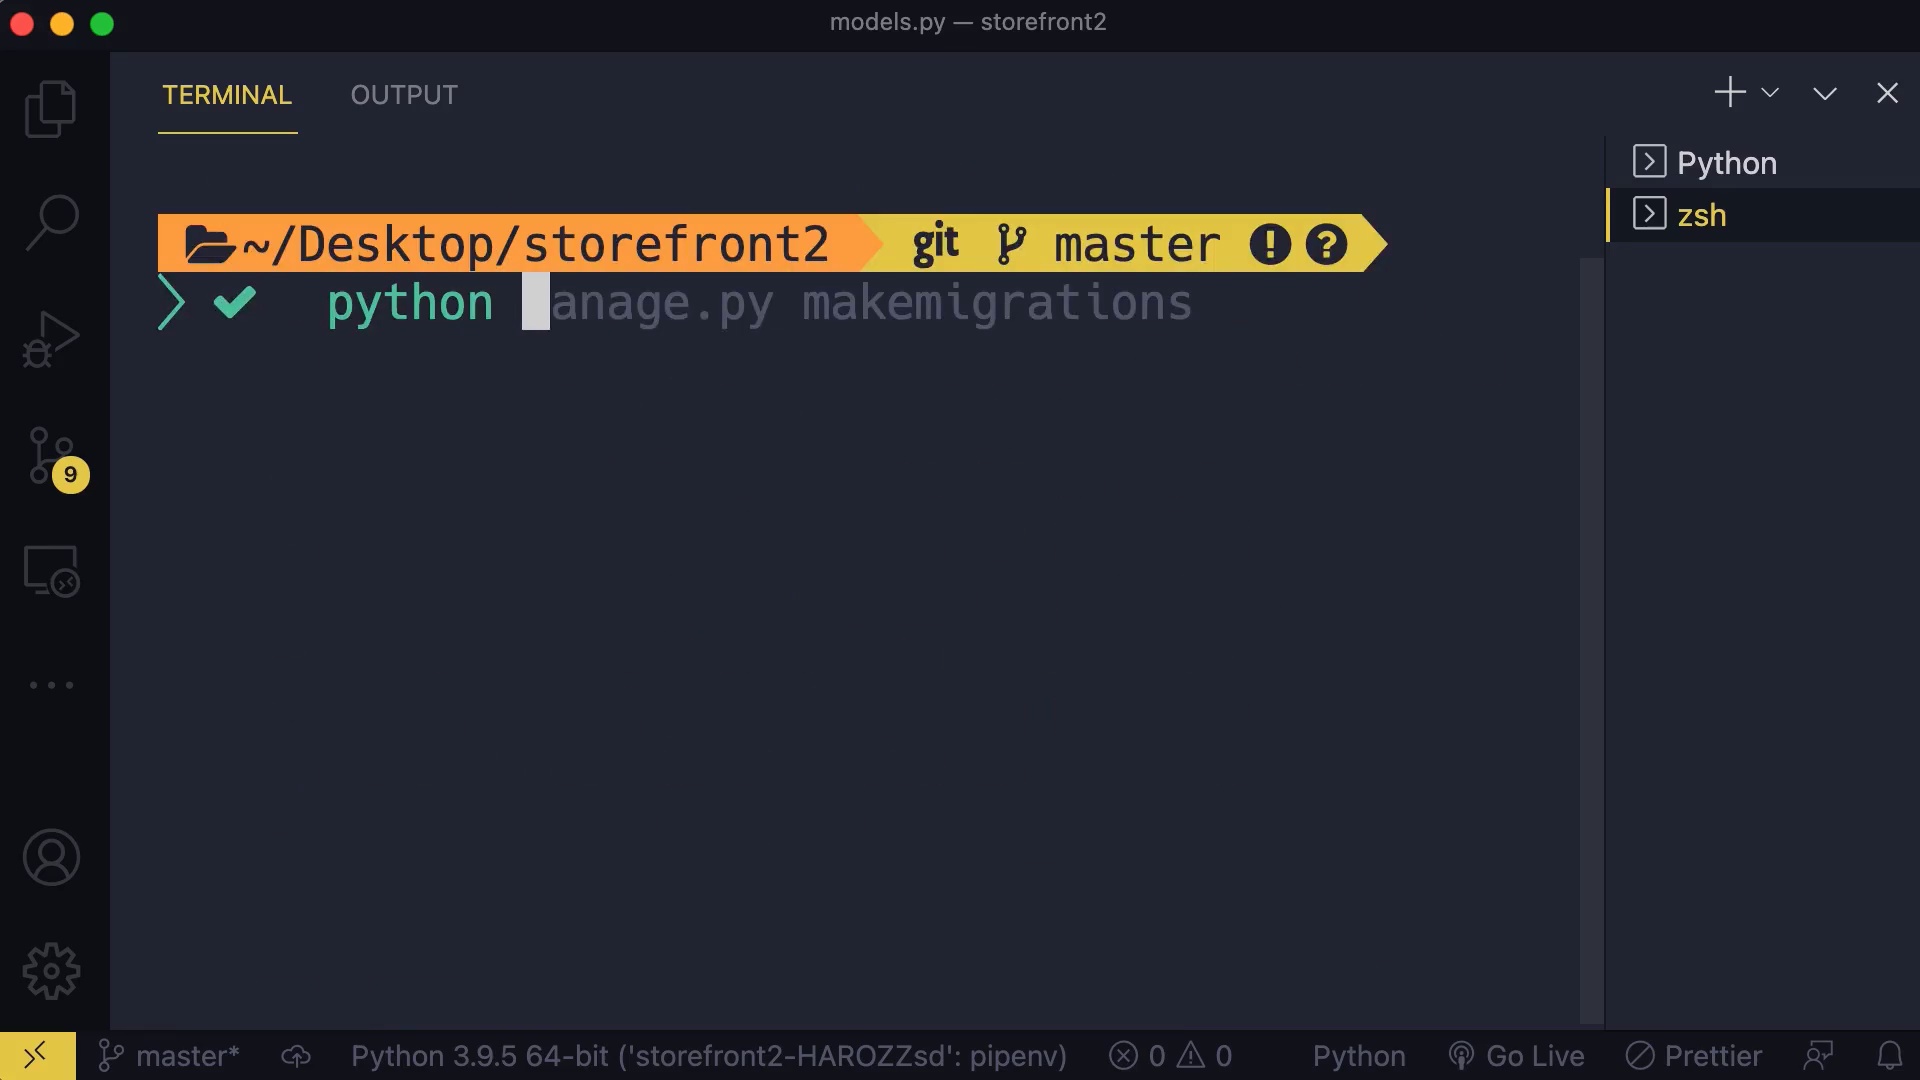 models.py — storefront2
TERMINAL OUTPUT
Python
zsh
~/Desktop/storefront2 git master
python anage.py makemigrations
9
master* Python 3.9.5 64-bit ('storefront2-HAROZZsd': pipenv) 0 0 Python Go Live Prettier